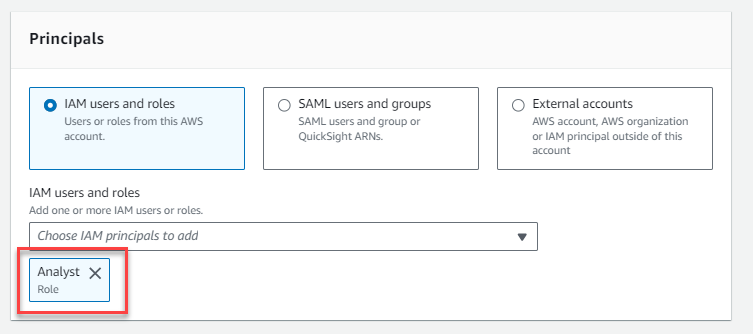 Principals
IAM users and roles
Users or roles from this AWS
account.
SAML users and groups
SAML users and group or
QuickSight ARNs.
External accounts
AWS account, AWS organization
or IAM principal outside of this
account
IAM users and roles
Add one or more IAM users or roles.
Choose IAM principals to add
Analyst
Role